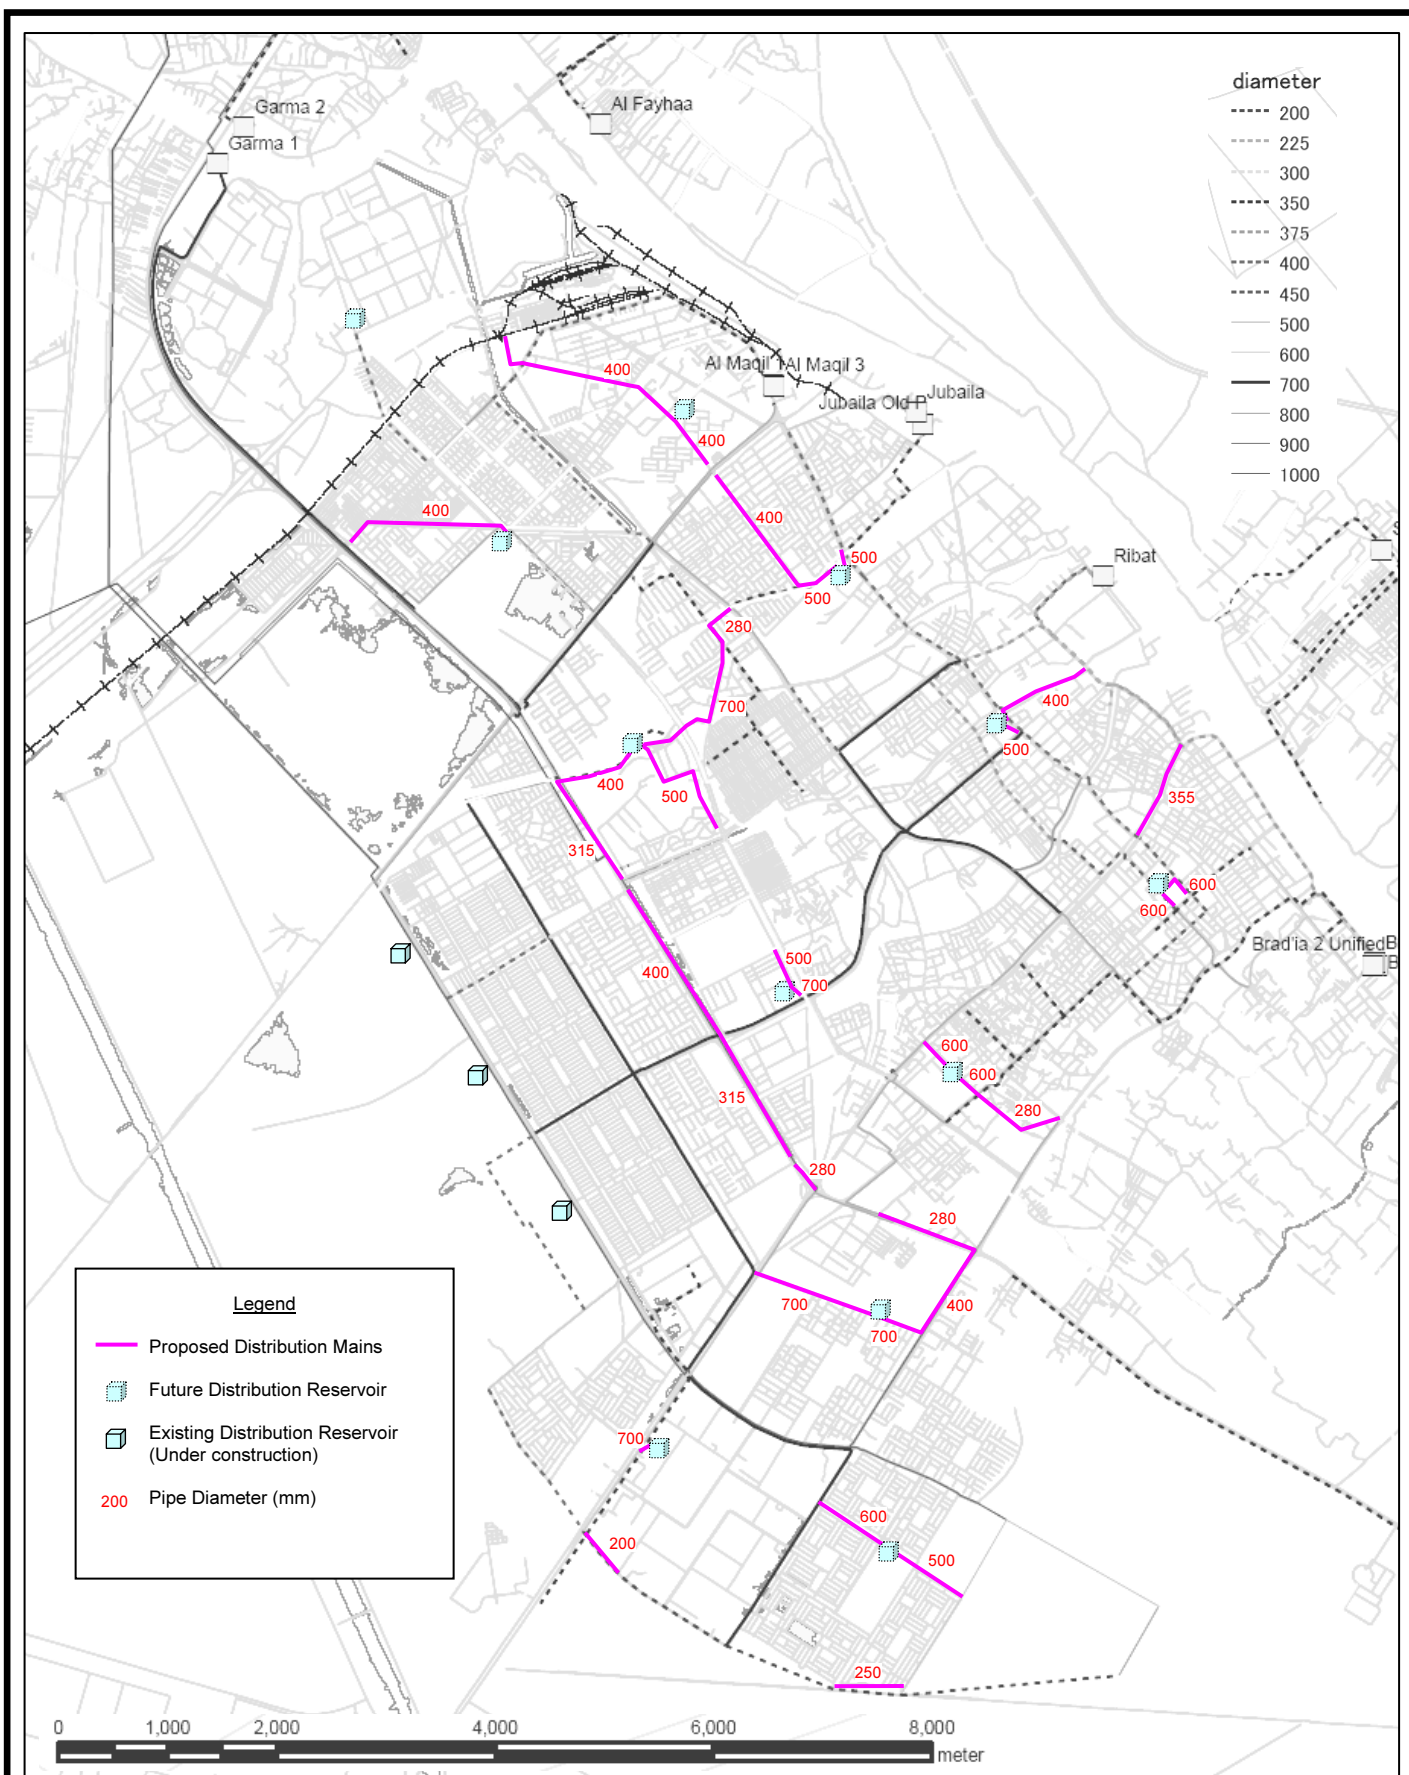 diameter
200
225
300
350
375
400
450
500
600
700
800
900
1000
Garma 2
Garma 1
Al Fayhaa
Al Maqil 1
Al Maqil 3
Jubaila Old P
Jubaila
Ribat
S
Brad'ia 2 Unified
B
B
400
400
400
400
500
500
280
700
400
500
400
500
355
315
600
600
400
500
700
600
600
280
315
280
280
400
700
700
700
200
600
500
250
Legend
Proposed Distribution Mains
Future Distribution Reservoir
Existing Distribution Reservoir
(Under construction)
200 Pipe Diameter (mm)
0 1,000 2,000 4,000 6,000 8,000
meter